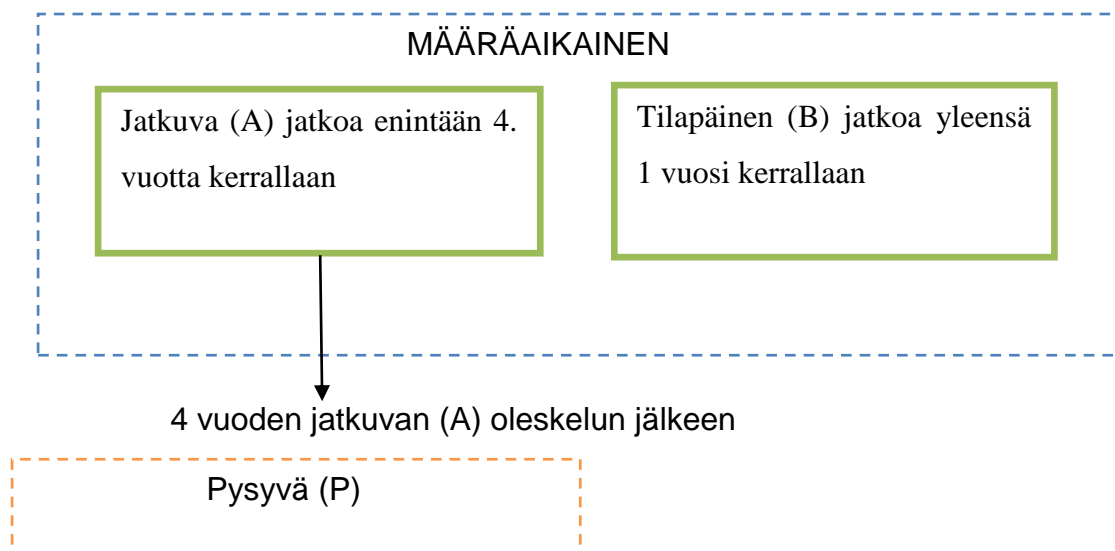 MÄÄRÄAIKAINEN
Jatkuva (A) jatkoa enintään 4.
vuotta kerrallaan
Tilapäinen (B) jatkoa yleensä
1 vuosi kerrallaan
4 vuoden jatkuvan (A) oleskelun jälkeen
Pysyvä (P)